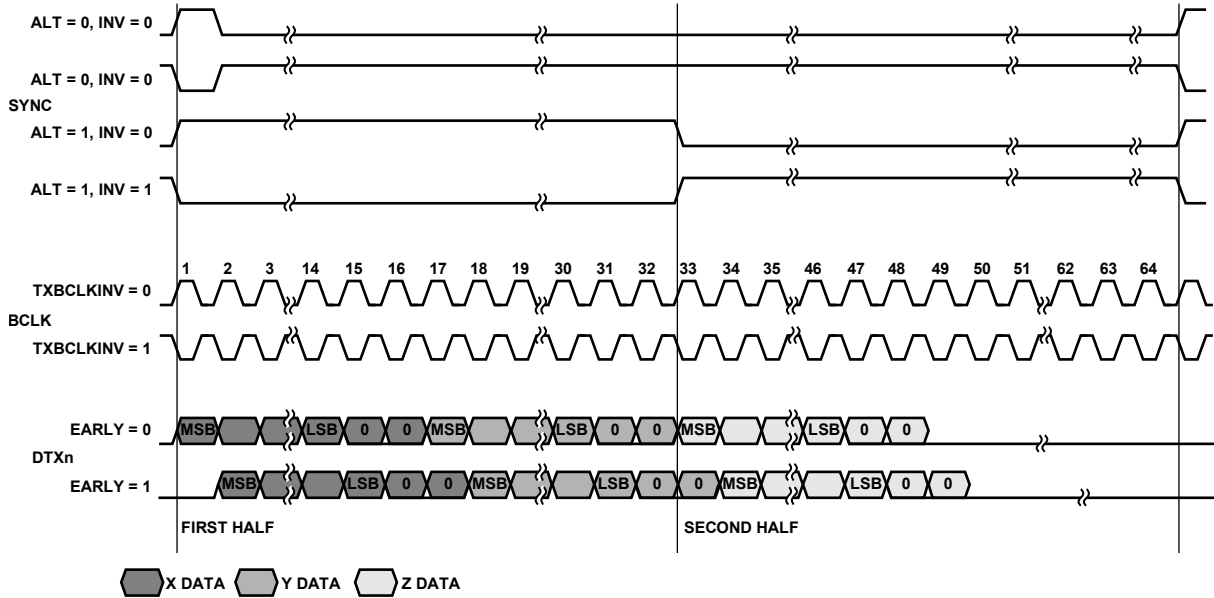 ALT = 0, INV = 0
ALT = 0, INV = 0
SYNC
ALT = 1, INV = 0
ALT = 1, INV = 1
1 2 3 14 15 16 17 18 19 30 31 32 33 34 35 46 47 48 49 50 51 62 63 64
TXBCLKINV = 0
BCLK
TXBCLKINV = 1
EARLY = 0 MSB LSB 0 0 MSB LSB 0 0 MSB LSB 0 0
DTXn
EARLY = 1 MSB LSB 0 0 MSB LSB 0 0 MSB LSB 0 0
FIRST HALF SECOND HALF
X DATA Y DATA Z DATA